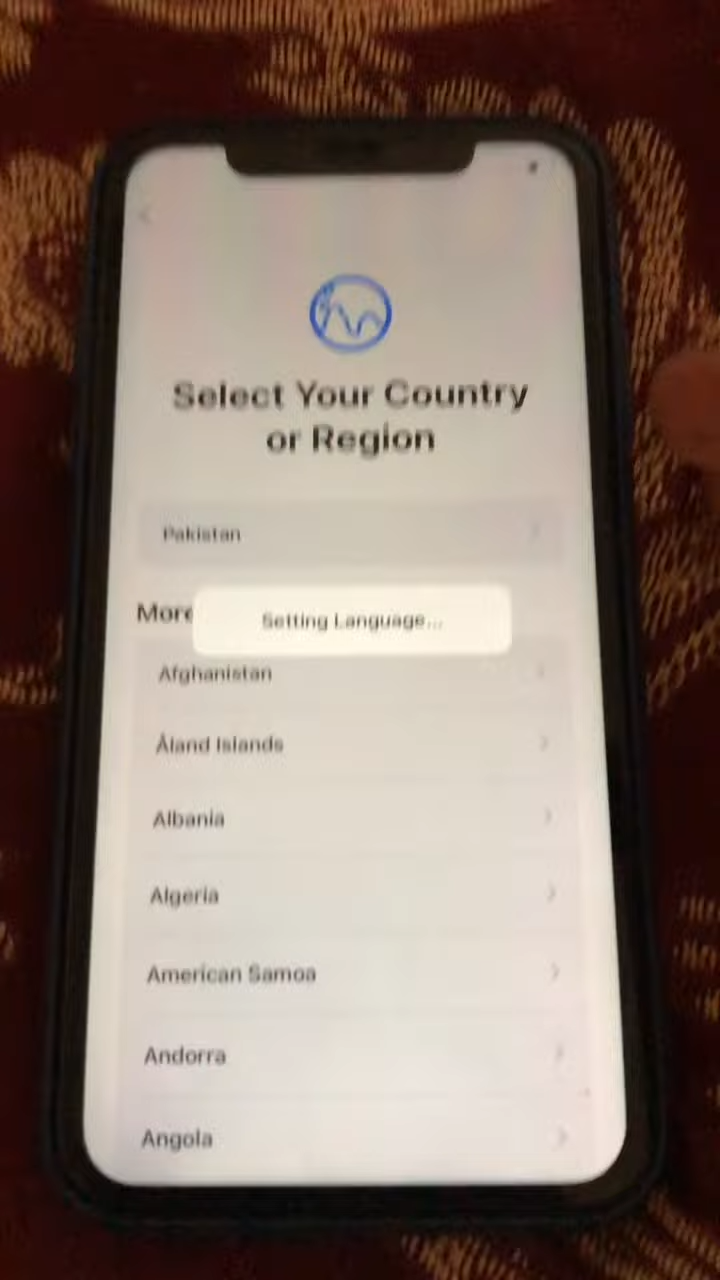 Select Your Country
or Region
Pakistan
More
Setting Language...
Afghanistan
Åland Islands
Albania
Algeria
American Samoa
Andorra
Angola